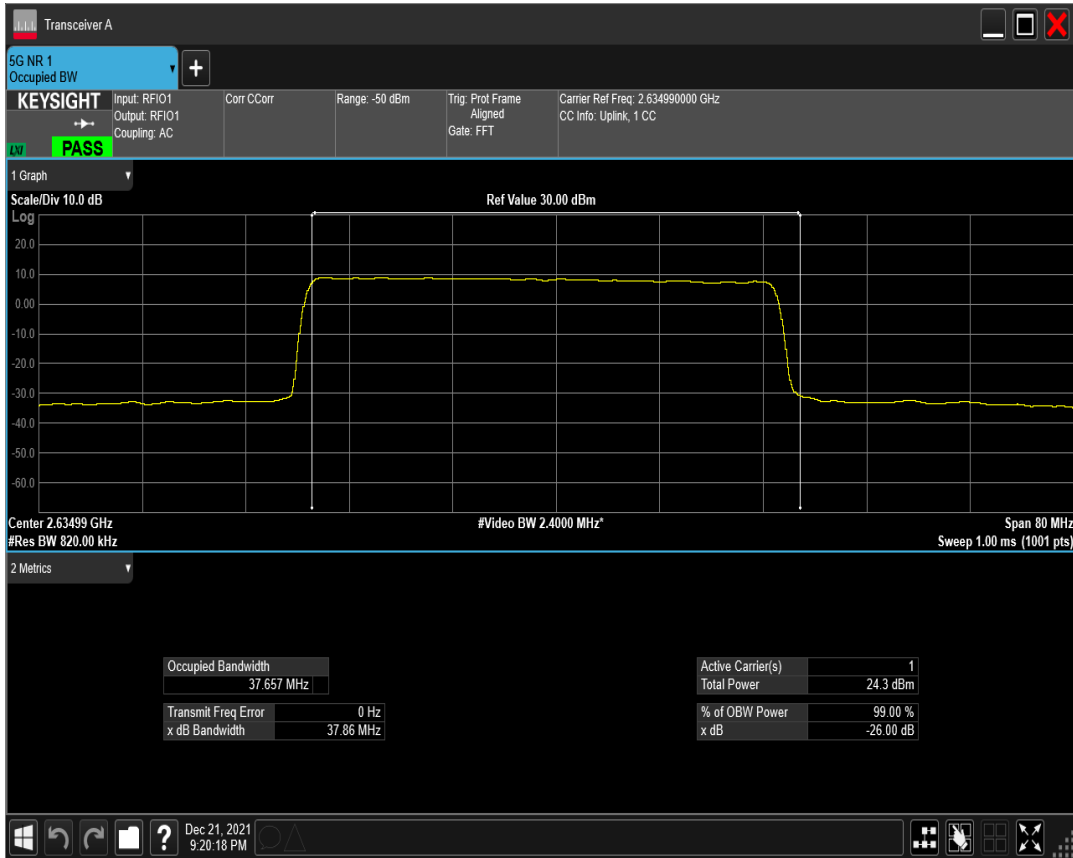 Transceiver A
5G NR 1
Occupied BW
KEYSIGHT
LXI
PASS
Input: RFIO1
Output: RFIO1
Coupling: AC
Corr CCorr
Range: -50 dBm
Trig: Prot Frame
Aligned
Gate: FFT
Carrier Ref Freq: 2.634990000 GHz
CC Info: Uplink, 1 CC
1 Graph
Scale/Div 10.0 dB
Ref Value 30.00 dBm
Log
20.0
10.0
0.00
-10.0
-20.0
-30.0
-40.0
-50.0
-60.0
Center 2.63499 GHz
#Video BW 2.4000 MHz*
Span 80 MHz
#Res BW 820.00 kHz
Sweep 1.00 ms (1001 pts)
2 Metrics
Occupied Bandwidth
37.657 MHz
Transmit Freq Error 0 Hz
x dB Bandwidth 37.86 MHz
Active Carrier(s) 1
Total Power 24.3 dBm
% of OBW Power 99.00 %
x dB -26.00 dB
Dec 21, 2021
9:20:18 PM